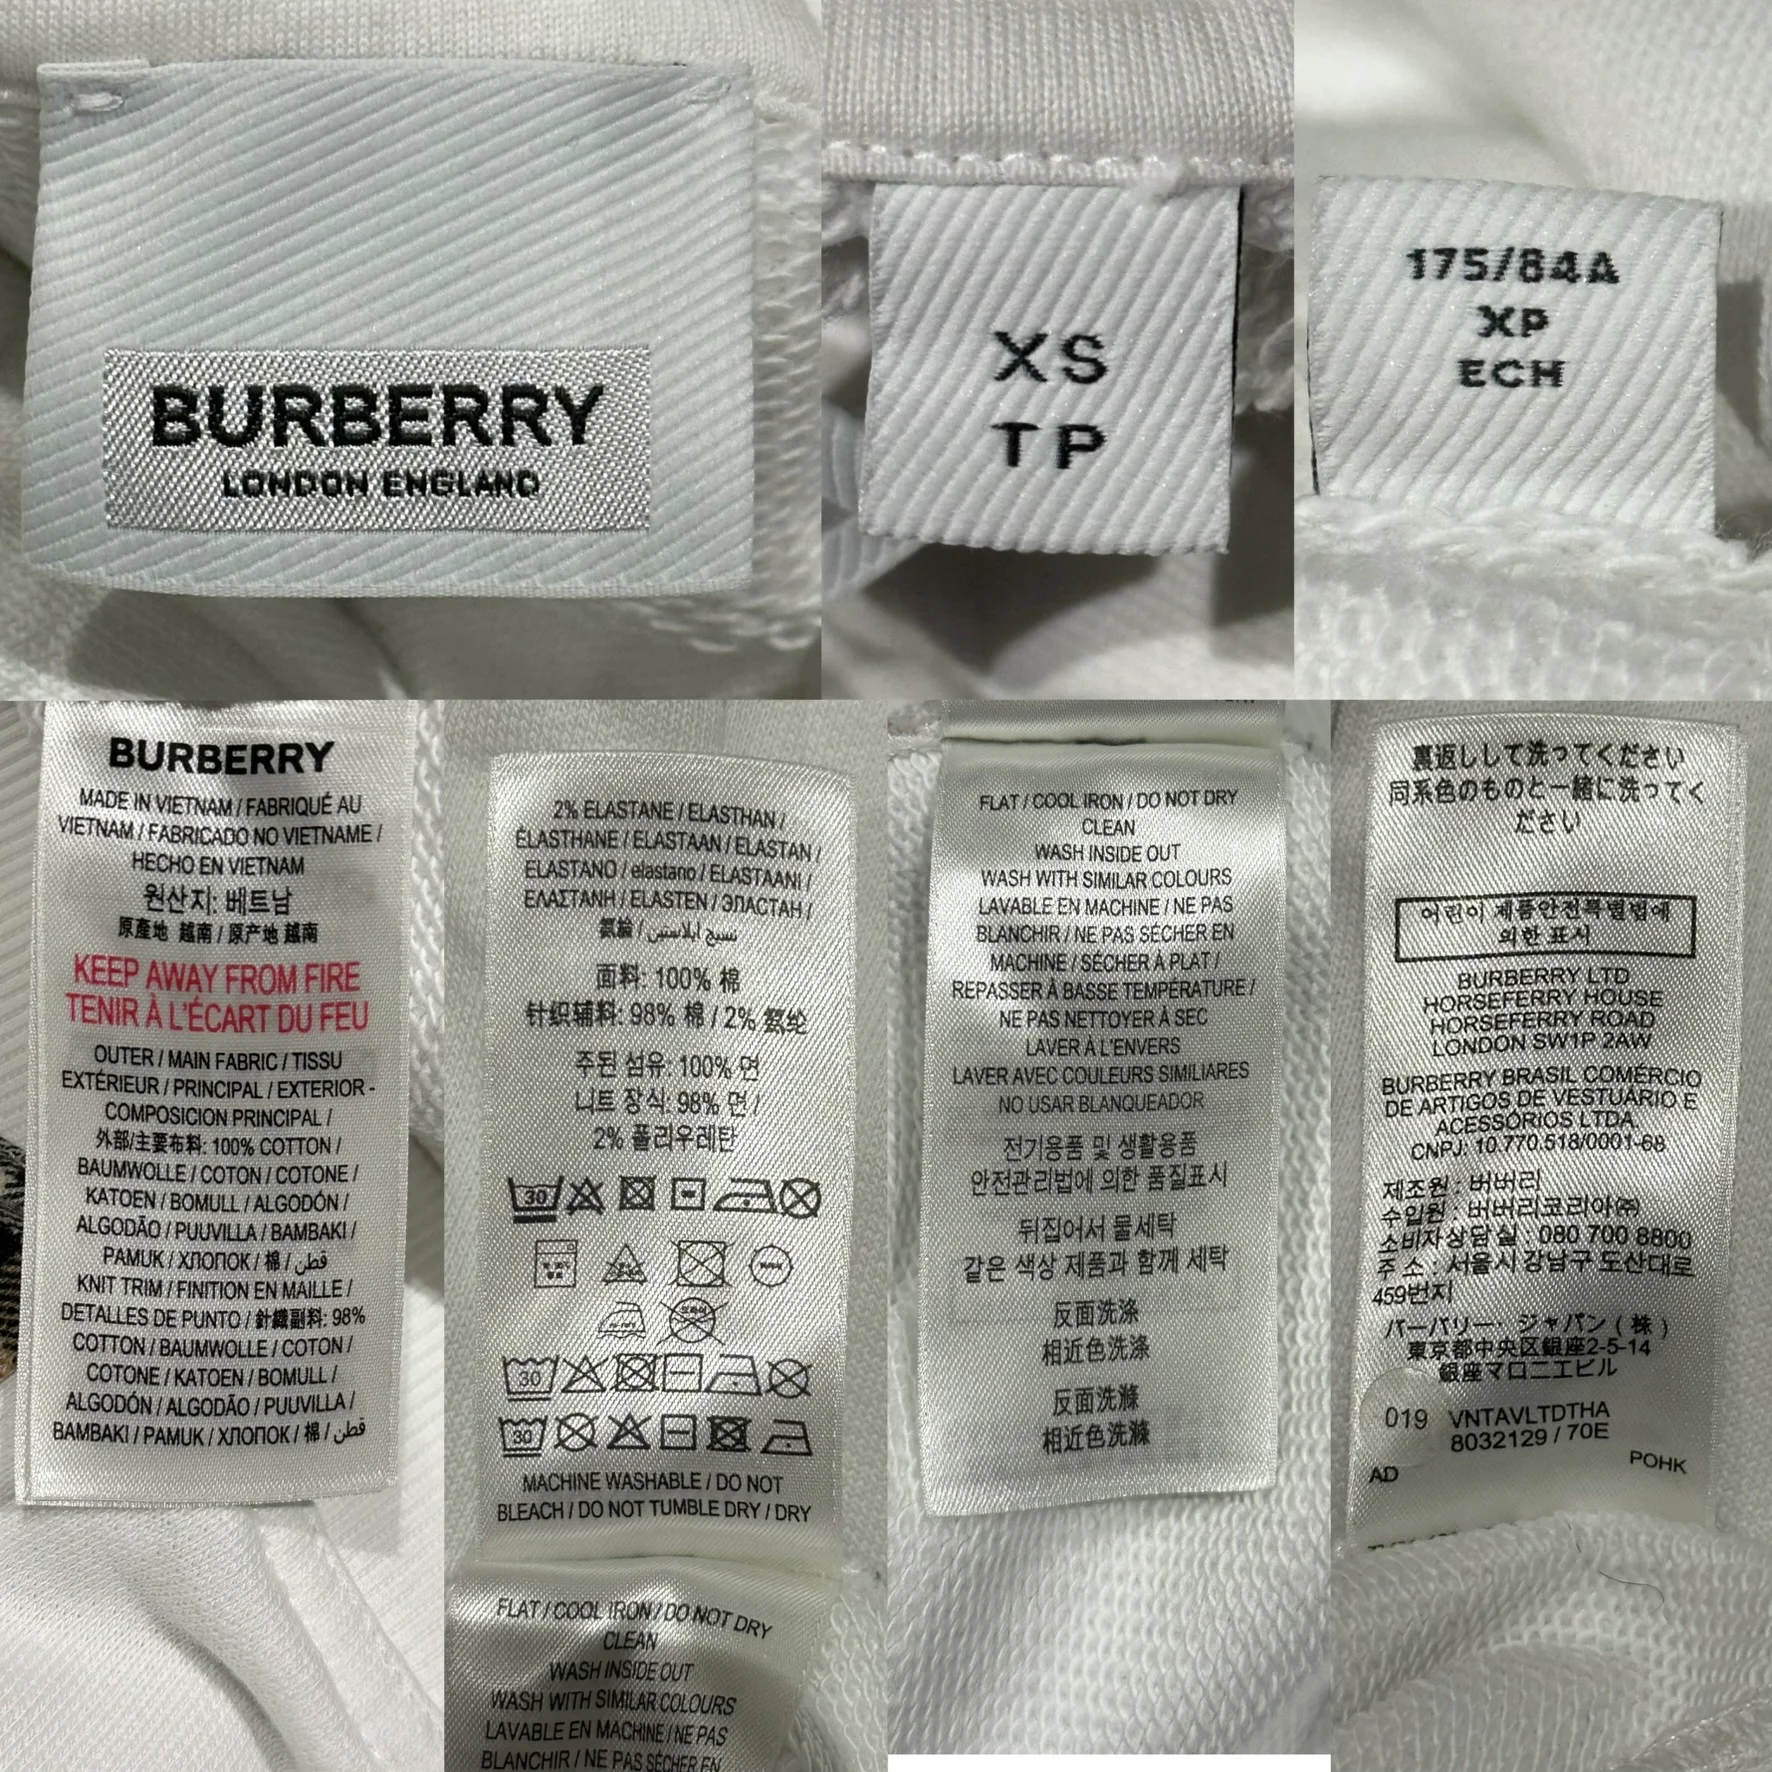 BURBERRY
LONDON ENGLAND
XS
TP
175/84A
XP
ECH
BURBERRY
MADE IN VIETNAM / FABRIQUÉ AU
VIETNAM / FABRICADO NO VIETNAME /
HECHO EN VIETNAM
원산지: 베트남
原產地 越南 / 原产地 越南
KEEP AWAY FROM FIRE
TENIR À L'ÉCART DU FEU
OUTER / MAIN FABRIC / TISSU
EXTÉRIEUR / PRINCIPAL / EXTERIOR -
COMPOSICION PRINCIPAL /
外部/主要布料: 100% COTTON /
BAUMWOLLE / COTON / COTONE /
KATOEN / BOMULL / ALGODÓN /
ALGODÃO / PUUVILLA / BAMBAKI /
PAMUK / ХЛОПОК / 棉 / قطن
KNIT TRIM / FINITION EN MAILLE /
DETALLES DE PUNTO / 針織副料: 98%
COTTON / BAUMWOLLE / COTON /
COTONE / KATOEN / BOMULL /
ALGODÓN / ALGODÃO / PUUVILLA /
BAMBAKI / PAMUK / ХЛОПОК / 棉 / قطن
2% ELASTANE / ELASTHAN /
ÉLASTHANE / ELASTAAN / ELASTAN /
ELASTANO / elastano / ELASTAANI /
ΕΛΑΣΤΑΝΗ / ELASTEN / ЭЛАСТАН /
氨綸 / نسيج ايلاستين
面料: 100% 棉
针织辅料: 98% 棉 / 2% 氨纶
주된 섬유: 100% 면
니트 장식: 98% 면 /
2% 폴리우레탄
30
30
30
MACHINE WASHABLE / DO NOT
BLEACH / DO NOT TUMBLE DRY / DRY
FLAT / COOL IRON / DO NOT DRY
CLEAN
WASH INSIDE OUT
WASH WITH SIMILAR COLOURS
LAVABLE EN MACHINE / NE PAS
BLANCHIR / NE PAS SÉCHER EN
FLAT / COOL IRON / DO NOT DRY
CLEAN
WASH INSIDE OUT
WASH WITH SIMILAR COLOURS
LAVABLE EN MACHINE / NE PAS
BLANCHIR / NE PAS SÉCHER EN
MACHINE / SÉCHER À PLAT /
REPASSER À BASSE TEMPÉRATURE /
NE PAS NETTOYER À SEC
LAVER À L'ENVERS
LAVER AVEC COULEURS SIMILIARES
NO USAR BLANQUEADOR
전기용품 및 생활용품
안전관리법에 의한 품질표시
뒤집어서 물세탁
같은 색상 제품과 함께 세탁
反面洗涤
相近色洗涤
反面洗滌
相近色洗滌
裏返しして洗ってください
同系色のものと一緒に洗ってく
ださい
어린이 제품안전특별법에
의한 표시
BURBERRY LTD
HORSEFERRY HOUSE
HORSEFERRY ROAD
LONDON SW1P 2AW
BURBERRY BRASIL COMÉRCIO
DE ARTIGOS DE VESTUÁRIO E
ACESSÓRIOS LTDA.
CNPJ: 10.770.518/0001-68
제조원 : 버버리
수입원 : 버버리코리아㈜
소비자상담실 : 080 700 8800
주 소 : 서울시 강남구 도산대로
459번지
バーバリー・ジャパン ( 株 )
東京都中央区銀座2-5-14
銀座マロニエビル
019 VNTAVLTDTHA
8032129 / 70E
AD POHK